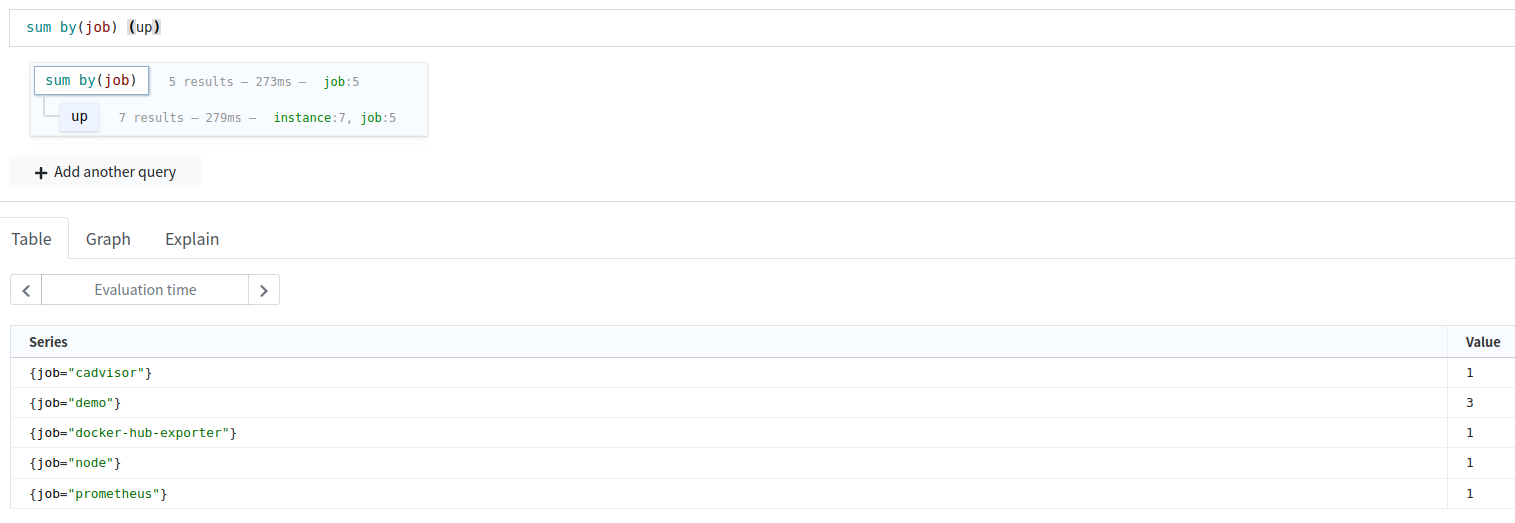 sum by(job) (up)
sum by(job) 5 results – 273ms – job:5
up 7 results – 279ms – instance:7, job:5
+ Add another query
Table Graph Explain
Evaluation time
Series Value
{job="cadvisor"} 1
{job="demo"} 3
{job="docker-hub-exporter"} 1
{job="node"} 1
{job="prometheus"} 1